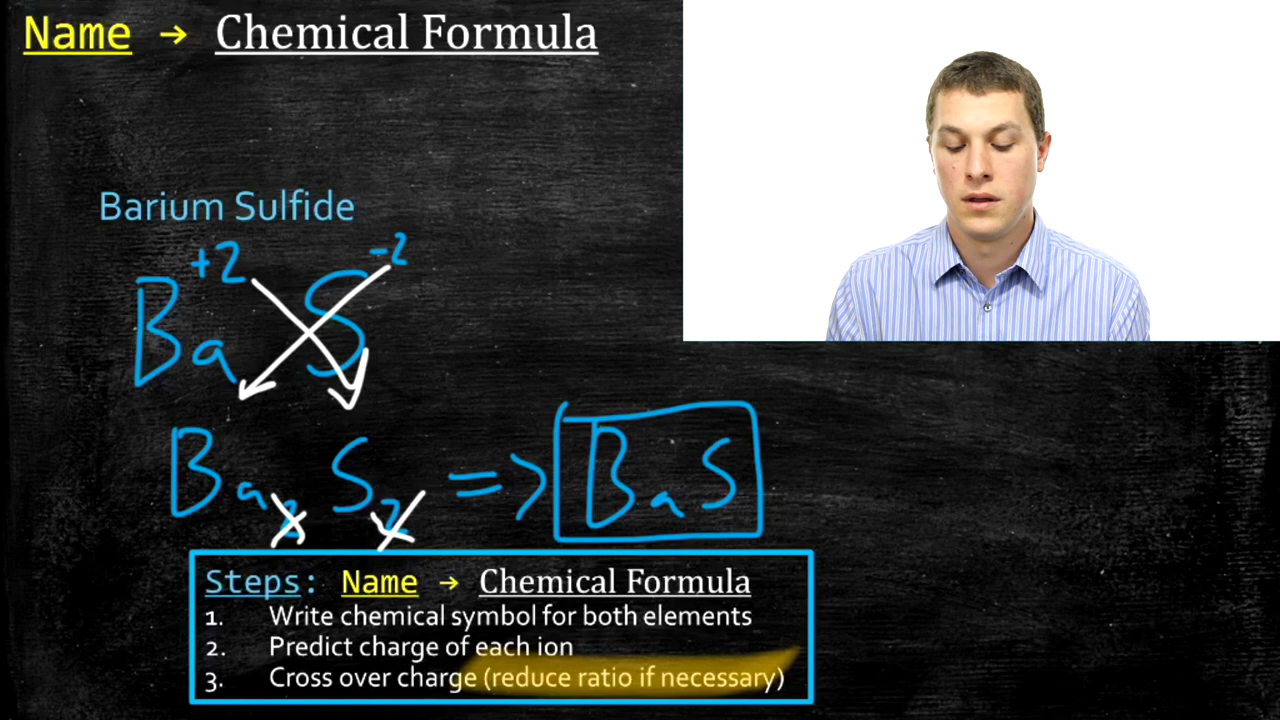 Name → Chemical Formula
Barium Sulfide
Ba+2 S-2
Ba2 S2 => BaS
Steps: Name → Chemical Formula
1. Write chemical symbol for both elements
2. Predict charge of each ion
3. Cross over charge (reduce ratio if necessary)